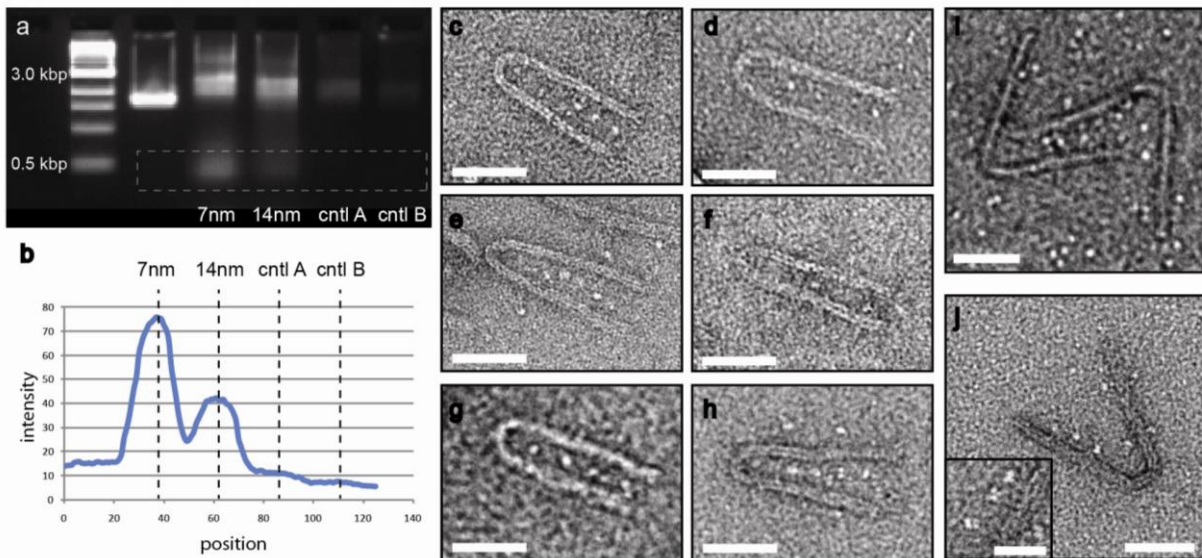 a
3.0 kbp
0.5 kbp
7nm 14nm cntl A cntl B
b
7nm 14nm cntl A cntl B
intensity
80
70
60
50
40
30
20
10
0
0 20 40 60 80 100 120 140
position
c
d
e
f
g
h
i
j